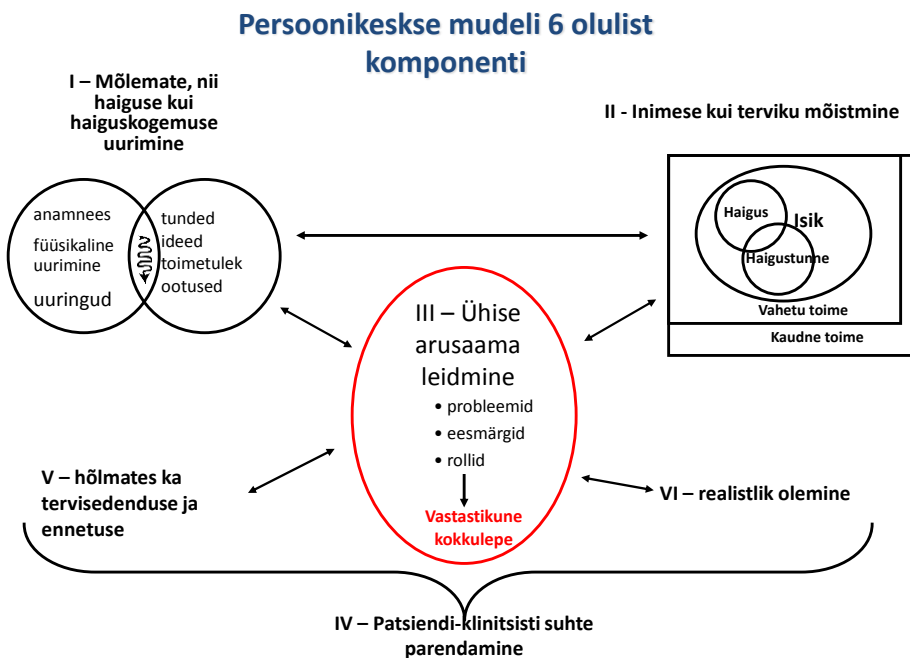 Persoonikeskse mudeli 6 olulist
komponenti
I – Mõlemate, nii
haiguse kui
haiguskogemuse
uurimine
II - Inimese kui terviku mõistmine
anamnees
füüsikaline
uurimine
uuringud
tunded
ideed
toimetulek
ootused
Haigus
Isik
Haigustunne
Vahetu toime
Kaudne toime
III – Ühise
arusaama
leidmine
• probleemid
• eesmärgid
• rollid
Vastastikune
kokkulepe
V – hõlmates ka
tervisedenduse ja
ennetuse
VI – realistlik olemine
IV – Patsiendi-klinitsisti suhte
parendamine